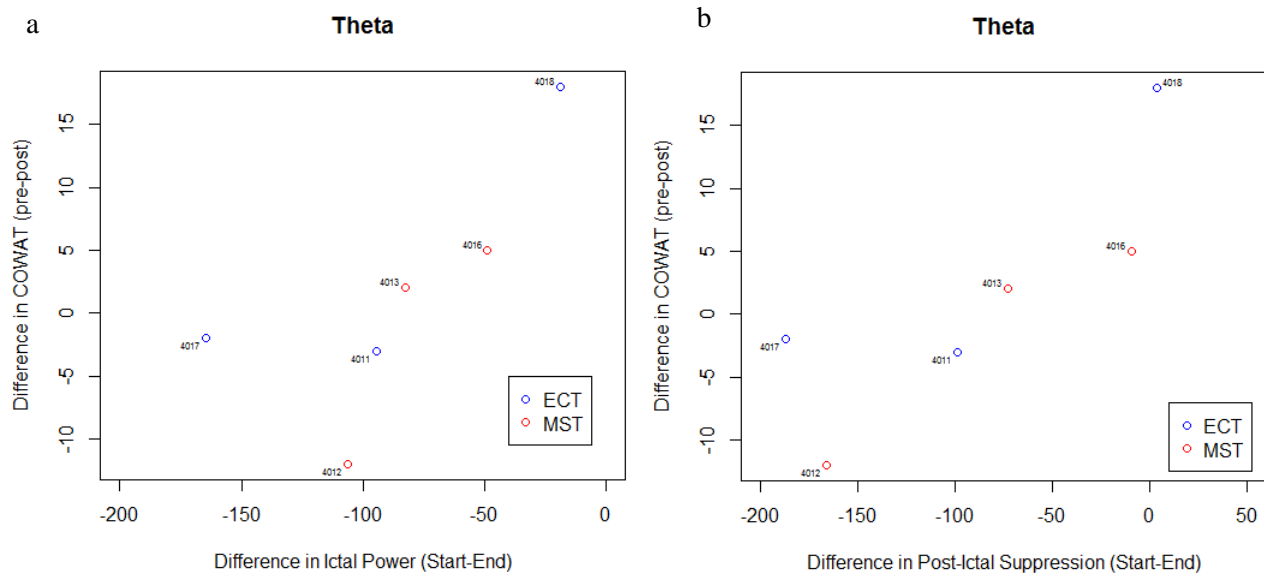 a
Theta
Difference in COWAT (pre-post)
15
10
5
0
-5
-10
4018
4016
4013
4017
4011
4012
ECT
MST
-200 -150 -100 -50 0
Difference in Ictal Power (Start-End)
b
Theta
Difference in COWAT (pre-post)
15
10
5
0
-5
-10
4018
4016
4013
4017
4011
4012
ECT
MST
-200 -150 -100 -50 0 50
Difference in Post-Ictal Suppression (Start-End)